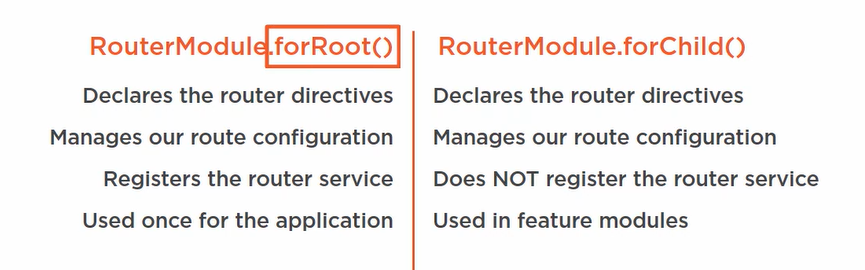 RouterModule.forRoot()
Declares the router directives
Manages our route configuration
Registers the router service
Used once for the application
RouterModule.forChild()
Declares the router directives
Manages our route configuration
Does NOT register the router service
Used in feature modules